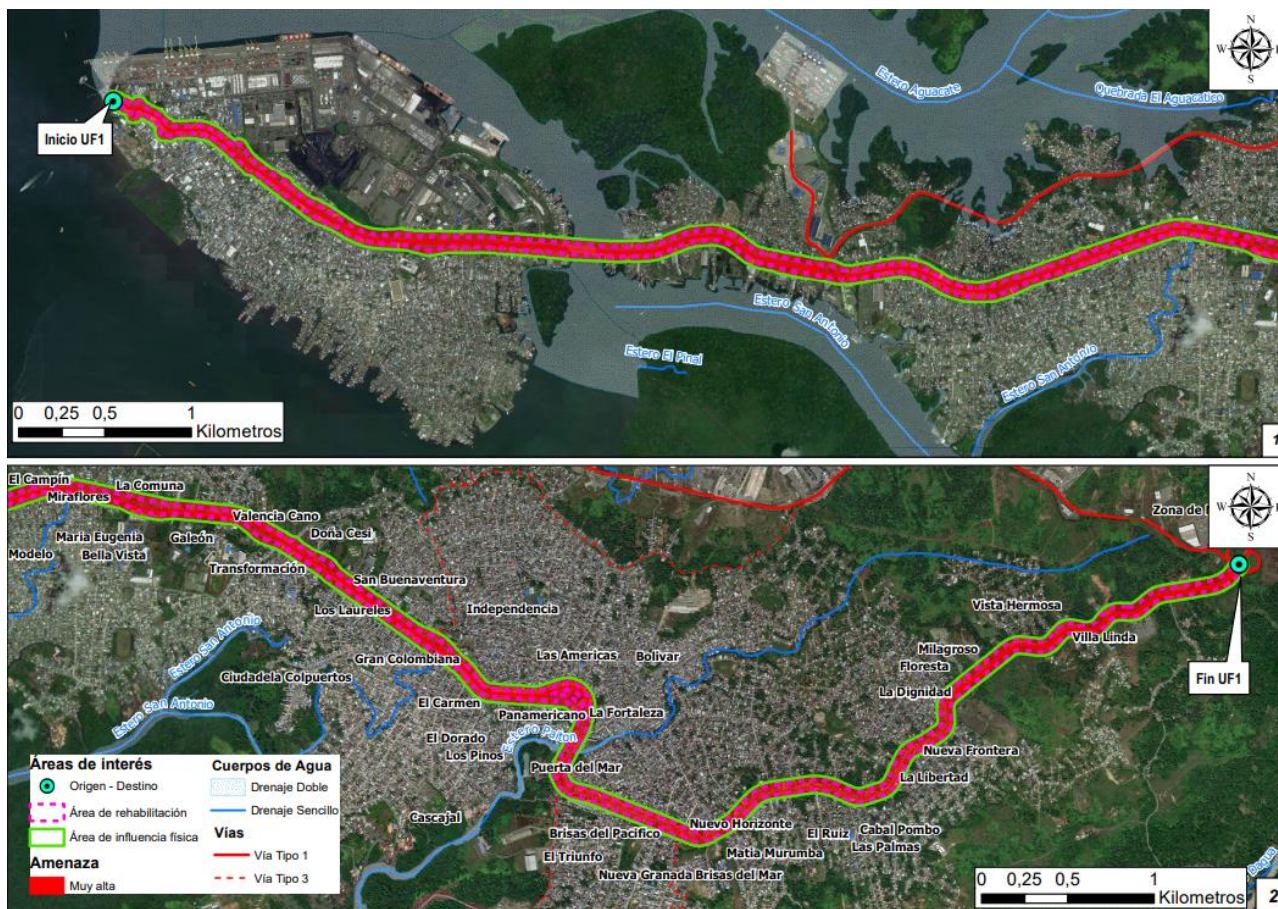 N
W
E
S
Estero Aguacate
Quebrada El Aguacatico
Inicio UF1
Estero San Antonio
Estero El Pinal
Estero San Antonio
0 0,25 0,5 1
Kilometros
1
El Campín
La Comuna
Miraflores
Valencia Cano
Maria Eugenia
Galeón
Doña Cesi
Modelo
Bella Vista
Transformación
San Buenaventura
Los Laureles
Independencia
Estero San Antonio
Gran Colombiana
Las Americas
Bolivar
Ciudadela Colpuertos
Estero San Antonio
El Carmen
Panamericano
La Fortaleza
El Dorado
Los Pinos
Puerta del Mar
Cascajal
Brisas del Pacifico
Nuevo Horizonte
El Triunfo
Matia Murumba
El Ruiz
Cabal Pombo
Las Palmas
Nueva Granada
Brisas del Mar
Zona de
N
W
S
Vista Hermosa
Milagroso
Floresta
Villa Linda
Fin UF1
La Dignidad
Nueva Frontera
La Libertad
Áreas de interés
Origen - Destino
Área de rehabilitación
Área de influencia física
Amenaza
Muy alta
Cuerpos de Agua
Drenaje Doble
Drenaje Sencillo
Vías
Vía Tipo 1
Vía Tipo 3
0 0,25 0,5 1
Kilometros
2